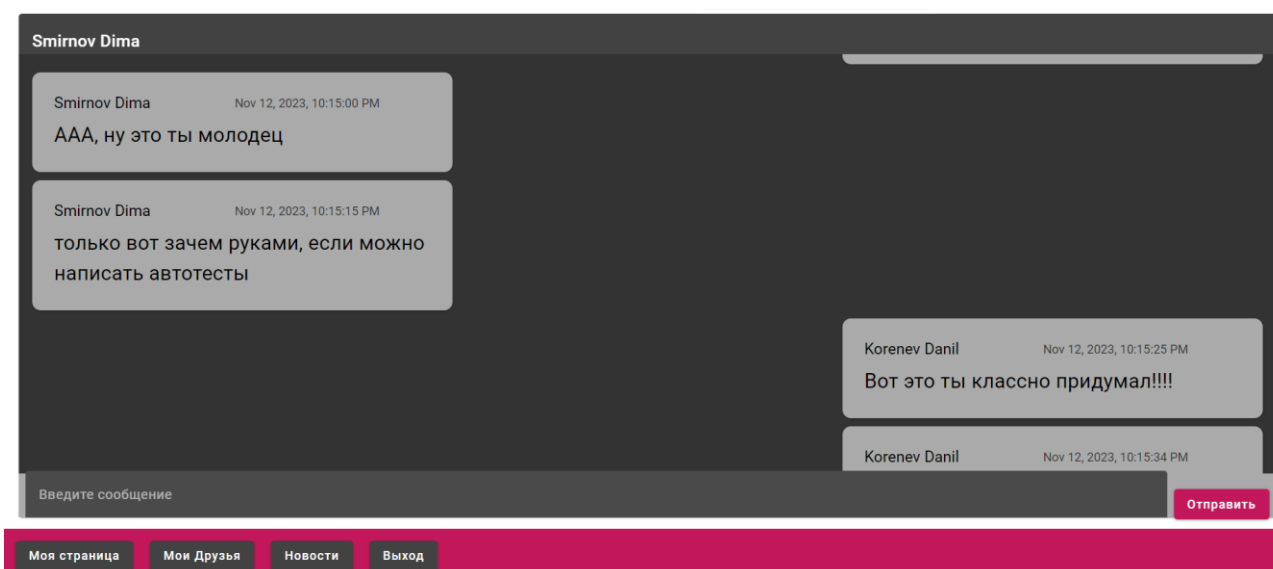 Smirnov Dima
Smirnov Dima Nov 12, 2023, 10:15:00 PM
ААА, ну это ты молодец
Smirnov Dima Nov 12, 2023, 10:15:15 PM
только вот зачем руками, если можно
написать автотесты
Korenev Danil Nov 12, 2023, 10:15:25 PM
Вот это ты классно придумал!!!!
Korenev Danil Nov 12, 2023, 10:15:34 PM
Введите сообщение
Отправить
Моя страница Мои Друзья Новости Выход